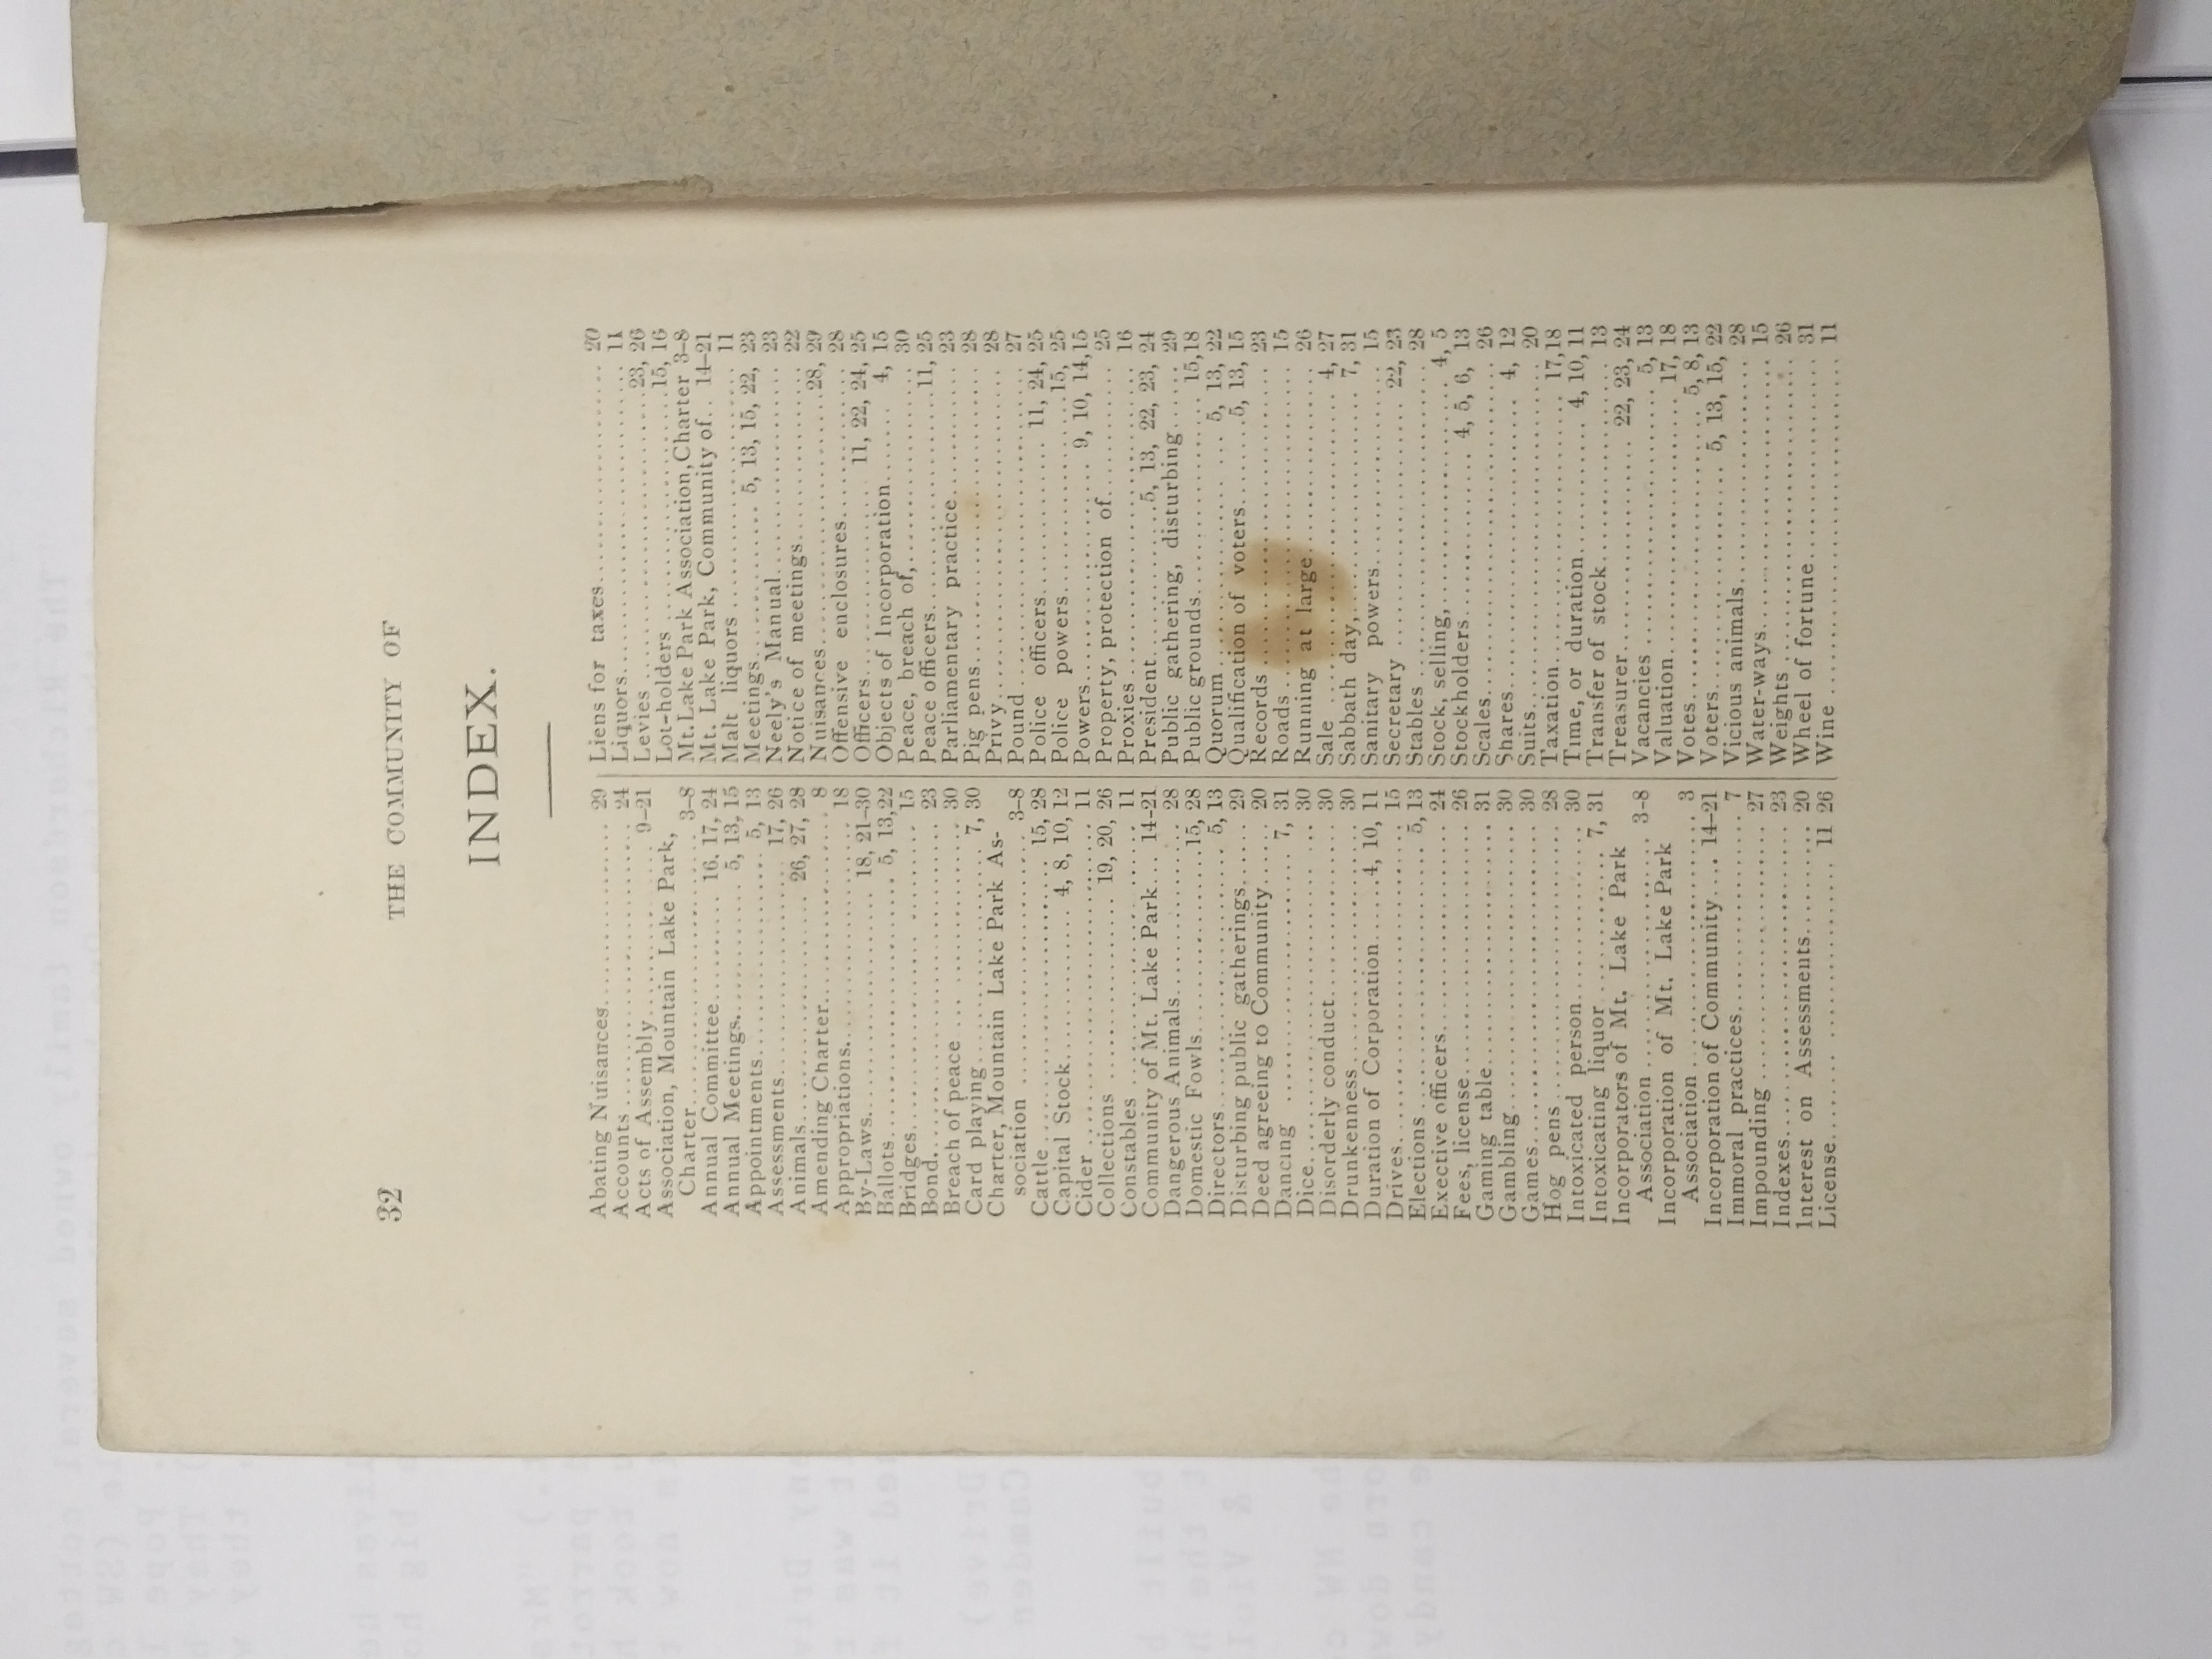 32
THE COMMUNITY OF
INDEX.
Abating Nuisances.................. 29
Accounts .................. 24
Acts of Assembly.............. 9-21
Association, Mountain Lake Park,
Charter.................. 3-8
Annual Committee......... 16, 17, 24
Annual Meetings............ 5, 13, 15
Appointments.............. 5, 13
Assessments.............. 17, 26
Animals.............. 26, 27, 28
Amending Charter.............. 8
Appropriations.............. 18
By-Laws.............. 18, 21-30
Ballots.............. 5, 13,22
Bridges.............. 15
Bond.............. 23
Breach of peace .............. 30
Card playing.............. 7, 30
Charter, Mountain Lake Park As-
sociation .............. 3-8
Cattle.............. 15, 28
Capital Stock.............. 4, 8, 10, 12
Cider .............. 11
Collections .............. 19, 20, 26
Constables .............. 11
Community of Mt. Lake Park.... 14-21
Dangerous Animals.............. 28
Domestic Fowls.............. 15, 28
Directors.............. 5, 13
Disturbing public gatherings...... 29
Deed agreeing to Community ..... 20
Dancing .............. 7, 31
Dice.............. 30
Disorderly conduct.............. 30
Drunkenness.............. 30
Duration of Corporation......4, 10, 11
Drives.............. 15
Elections .............. 5, 13
Executive officers.............. 24
Fees, license.............. 26
Gaming table.............. 31
Gambling.............. 30
Games.............. 30
Hog pens .............. 28
Intoxicated person.............. 30
Intoxicating liquor.............. 7, 31
Incorporators of Mt. Lake Park
Association .............. 3-8
Incorporation of Mt. Lake Park
Association .............. 3
Incorporation of Community.... 14-21
Immoral practices.............. 7
Impounding .............. 27
Indexes.............. 23
Interest on Assessments.......... 20
License.............. 11 26
Liens for taxes.............. 20
Liquors.............. 11
Levies .............. 23, 26
Lot-holders .............. 15, 16
Mt.Lake Park Association,Charter 3-8
Mt. Lake Park, Community of.. 14-21
Malt liquors .............. 11
Meetings.............. 5, 13, 15, 22, 23
Neely's Manual.............. 23
Notice of meetings.............. 22
Nuisances.............. 28, 29
Offensive enclosures.............. 28
Officers.............. 11, 22, 24, 25
Objects of Incorporation...... 4, 15
Peace, breach of,.............. 30
Peace officers.............. 11, 25
Parliamentary practice.............. 23
Pig pens.............. 28
Privy.............. 28
Pound .............. 27
Police officers.............. 11, 24, 25
Police powers.............. 15, 25
Powers.............. 9, 10, 14,15
Property, protection of.............. 25
Proxies .............. 16
President.............. 5, 13, 22, 23, 24
Public gathering, disturbing...... 29
Public grounds.............. 15,18
Quorum .............. 5, 13, 22
Qualification of voters.......5, 13, 15
Records .............. 23
Roads .............. 15
Running at large.............. 26
Sale .............. 4, 27
Sabbath day,.............. 7, 31
Sanitary powers.............. 15
Secretary .............. 22, 23
Stables .............. 28
Stock, selling,.............. 4, 5
Stockholders.............. 4, 5, 6, 13
Scales.............. 26
Shares.............. 4, 12
Suits.............. 20
Taxation.............. 17,18
Time, or duration.............. 4, 10, 11
Transfer of stock.............. 13
Treasurer.............. 22, 23, 24
Vacancies .............. 5, 13
Valuation.............. 17, 18
Votes.............. 5, 8, 13
Voters.............. 5, 13, 15, 22
Vicious animals.............. 28
Water-ways.............. 15
Weights .............. 26
Wheel of fortune.............. 31
Wine .............. 11